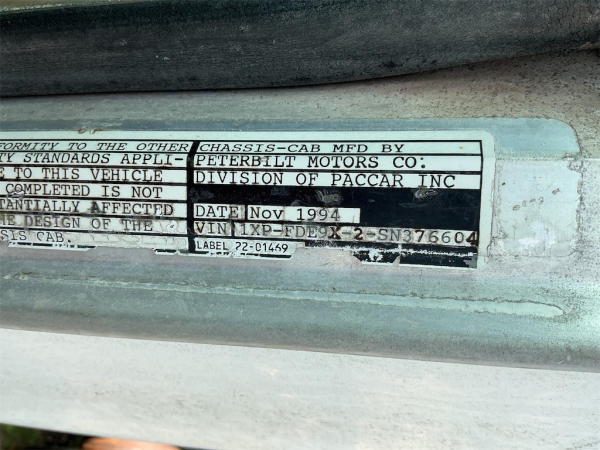 FORMITY TO THE OTHER
TY STANDARDS APPLI-
E TO THIS VEHICLE
COMPLETED IS NOT
TANTIALLY AFFECTED
HE DESIGN OF THE
SIS CAB.
CHASSIS-CAB MFD BY
PETERBILT MOTORS CO:
DIVISION OF PACCAR INC
DATE Nov 1994
VIN 1XP-FDE9X-2-SN376604
LABEL 22-01469